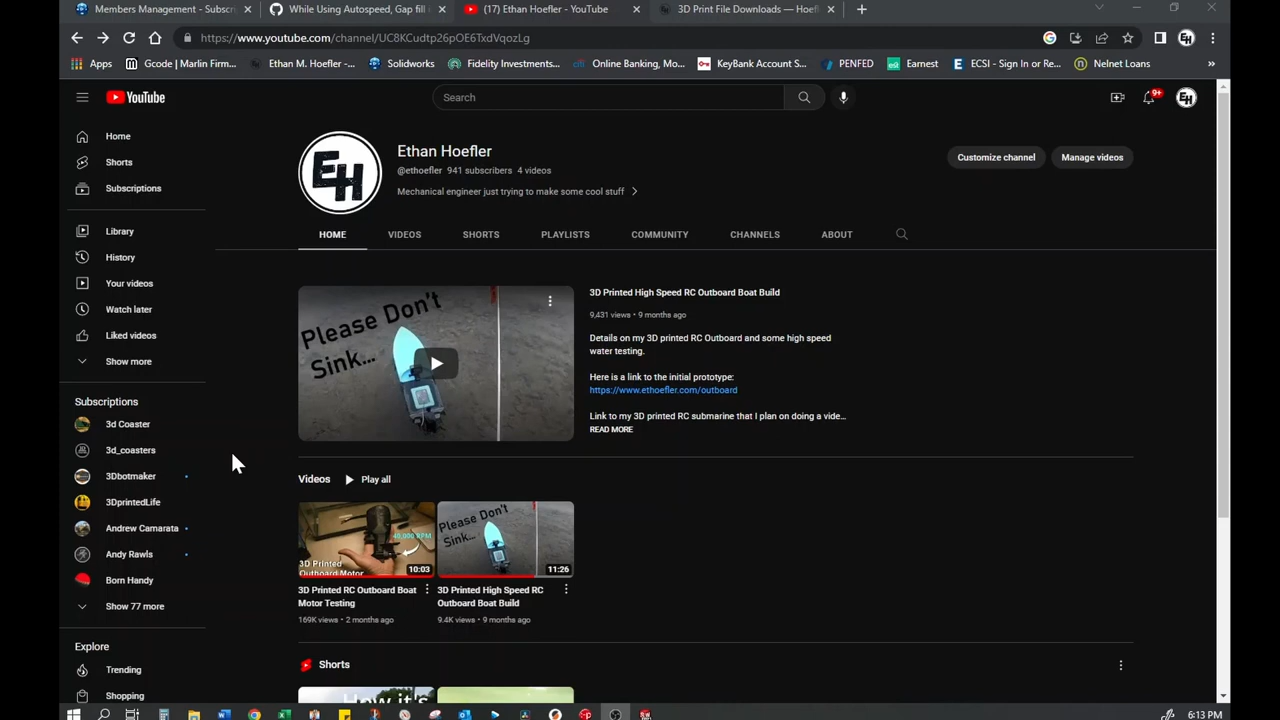 Members Management - Subscr
While Using Autospeed, Gap fill
(17) Ethan Hoefler - YouTube
3D Print File Downloads — Hoefl
https://www.youtube.com/channel/UC8KCudtp26pOE6TxdVqozLg
Apps
Gcode | Marlin Firm...
Ethan M. Hoefler -...
Solidworks
Fidelity Investments...
citi
Online Banking, Mo...
KeyBank Account S...
PENFED
Earnest
ECSI - Sign In or Re...
Nelnet Loans
»
YouTube
Search
9+
EH
Home
Shorts
Subscriptions
Library
History
Your videos
Watch later
Liked videos
Show more
Subscriptions
3d Coaster
3d_coasters
3Dbotmaker
3DprintedLife
Andrew Camarata
Andy Rawls
Born Handy
Show 77 more
Explore
Trending
Shopping
EH
Ethan Hoefler
@ethoefler 941 subscribers 4 videos
Mechanical engineer just trying to make some cool stuff
Customize channel
Manage videos
HOME
VIDEOS
SHORTS
PLAYLISTS
COMMUNITY
CHANNELS
ABOUT
Please Don't
Sink...
3D Printed High Speed RC Outboard Boat Build
9,431 views • 9 months ago
Details on my 3D printed RC Outboard and some high speed
water testing.
Here is a link to the initial prototype:
https://www.ethoefler.com/outboard
Link to my 3D printed RC submarine that I plan on doing a vide...
READ MORE
Videos
Play all
40,000 RPM
3D Printed
Outboard Motor
10:03
3D Printed RC Outboard Boat
Motor Testing
169K views • 2 months ago
Please Don't
Sink...
11:26
3D Printed High Speed RC
Outboard Boat Build
9.4K views • 9 months ago
Shorts
How it's
6:13 PM